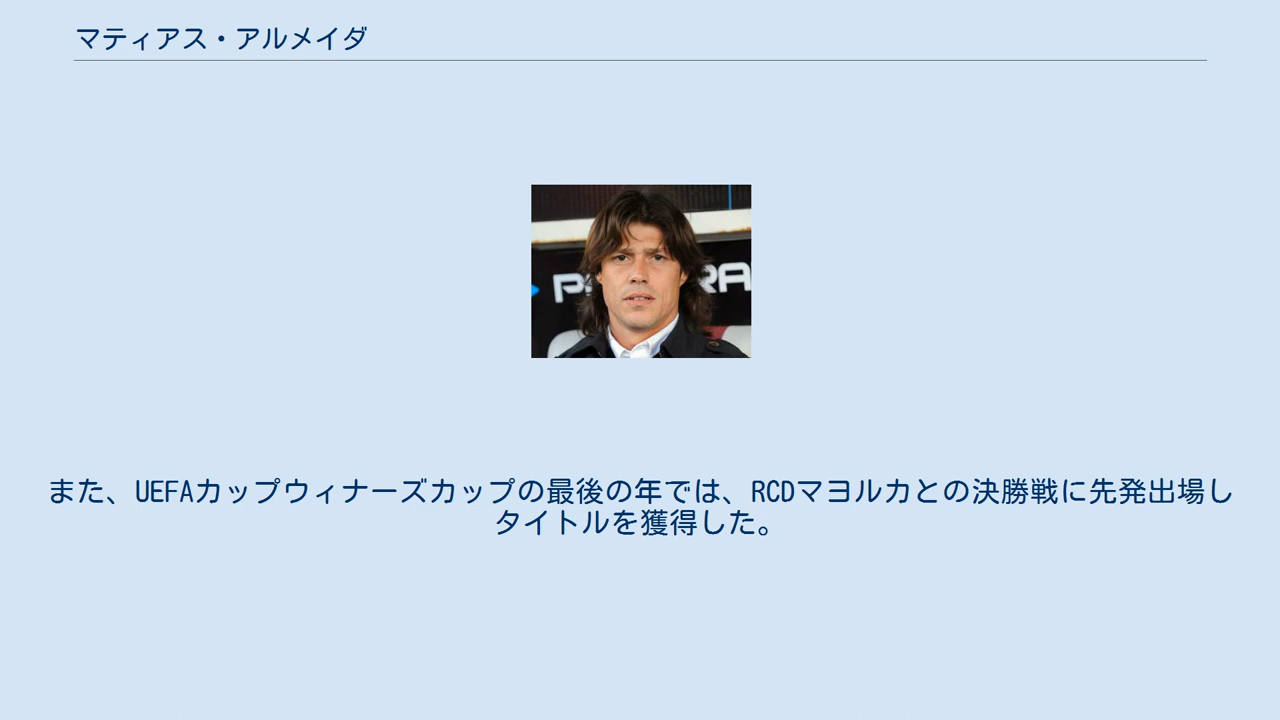 マティアス・アルメイダ
また、UEFAカップウィナーズカップの最後の年では、RCDマヨルカとの決勝戦に先発出場し
タイトルを獲得した。